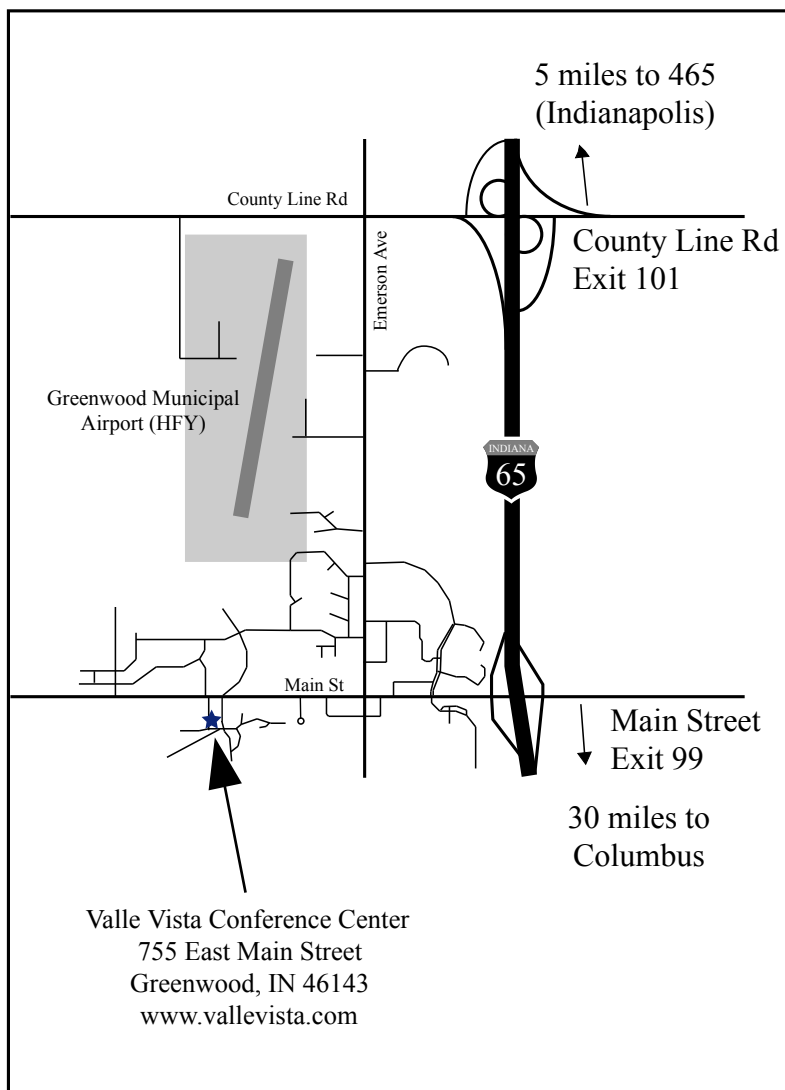 5 miles to 465
(Indianapolis)
County Line Rd
Emerson Ave
County Line Rd
Exit 101
Greenwood Municipal
Airport (HFY)
INDIANA
65
Main St
Main Street
Exit 99
30 miles to
Columbus
Valle Vista Conference Center
755 East Main Street
Greenwood, IN 46143
www.vallevista.com